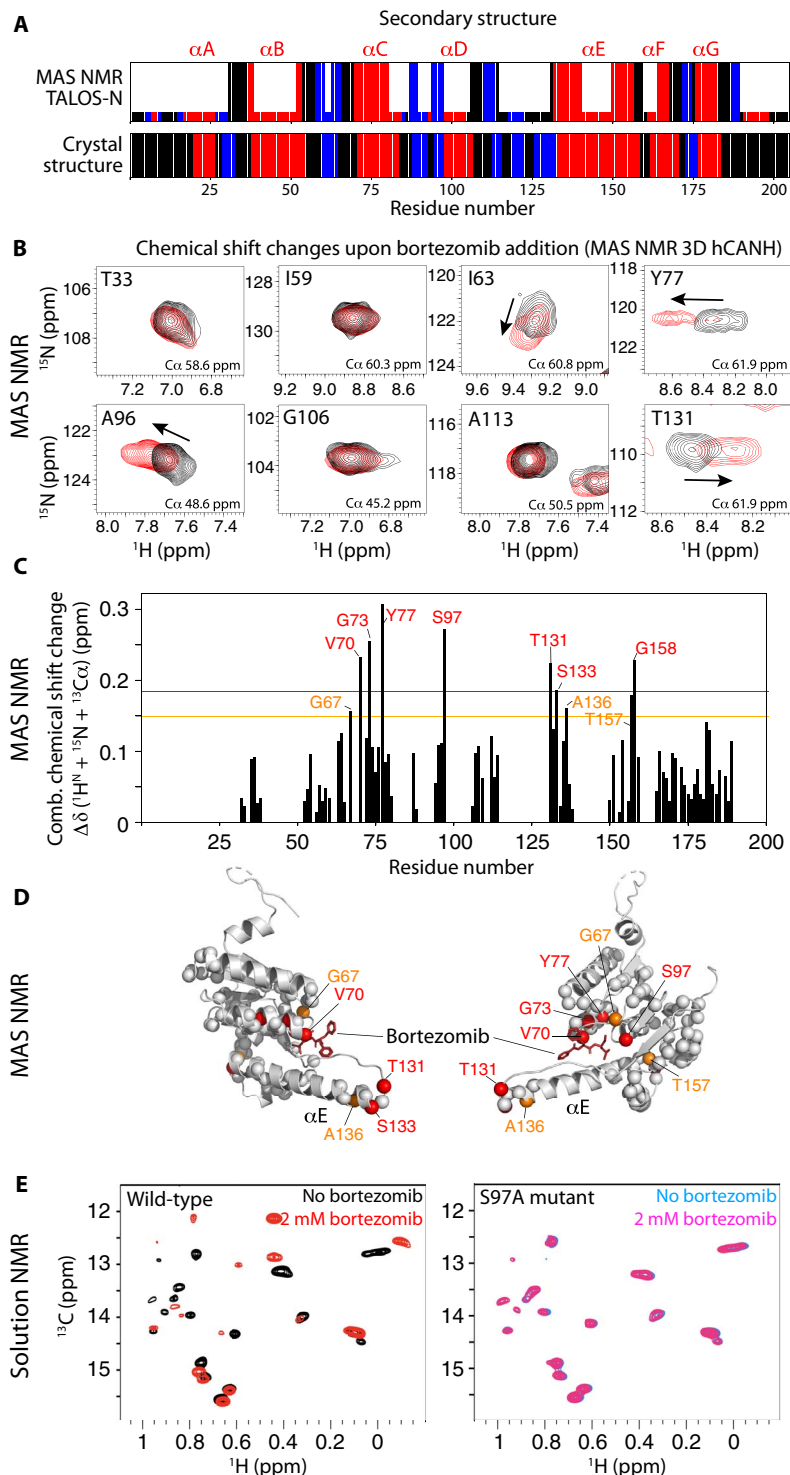 A
Secondary structure
αA αB αC αD αE αF αG
MAS NMR
TALOS-N
Crystal
structure
25 50 75 100 125 150 175 200
Residue number
B
Chemical shift changes upon bortezomib addition (MAS NMR 3D hCANH)
MAS NMR
¹⁵N (ppm)
T33
106
108
7.2 7.0 6.8
Cα 58.6 ppm
I59
128
130
9.2 9.0 8.8 8.6
Cα 60.3 ppm
I63
120
122
124
9.6 9.4 9.2 9.0
Cα 60.8 ppm
Y77
118
120
122
8.6 8.4 8.2 8.0
Cα 61.9 ppm
¹⁵N (ppm)
A96
123
125
8.0 7.8 7.6 7.4
Cα 48.6 ppm
¹H (ppm)
G106
102
104
7.2 7.0 6.8
Cα 45.2 ppm
¹H (ppm)
A113
116
118
8.0 7.8 7.6 7.4
Cα 50.5 ppm
¹H (ppm)
T131
110
112
8.6 8.4 8.2
Cα 61.9 ppm
¹H (ppm)
C
MAS NMR
Comb. chemical shift change
Δδ (¹Hᴺ + ¹⁵N + ¹³Cα) (ppm)
0.3
0.2
0.1
0
G67
V70
G73
Y77
S97
T131
S133
A136
T157
G158
25 50 75 100 125 150 175 200
Residue number
D
MAS NMR
G67
V70
Bortezomib
T131
αE
A136
S133
G67
Y77
S97
G73
V70
T131
αE
A136
T157
E
Solution NMR
Wild-type
No bortezomib
2 mM bortezomib
12
13
14
15
¹³C (ppm)
1 0.8 0.6 0.4 0.2 0
¹H (ppm)
S97A mutant
No bortezomib
2 mM bortezomib
1 0.8 0.6 0.4 0.2 0
¹H (ppm)